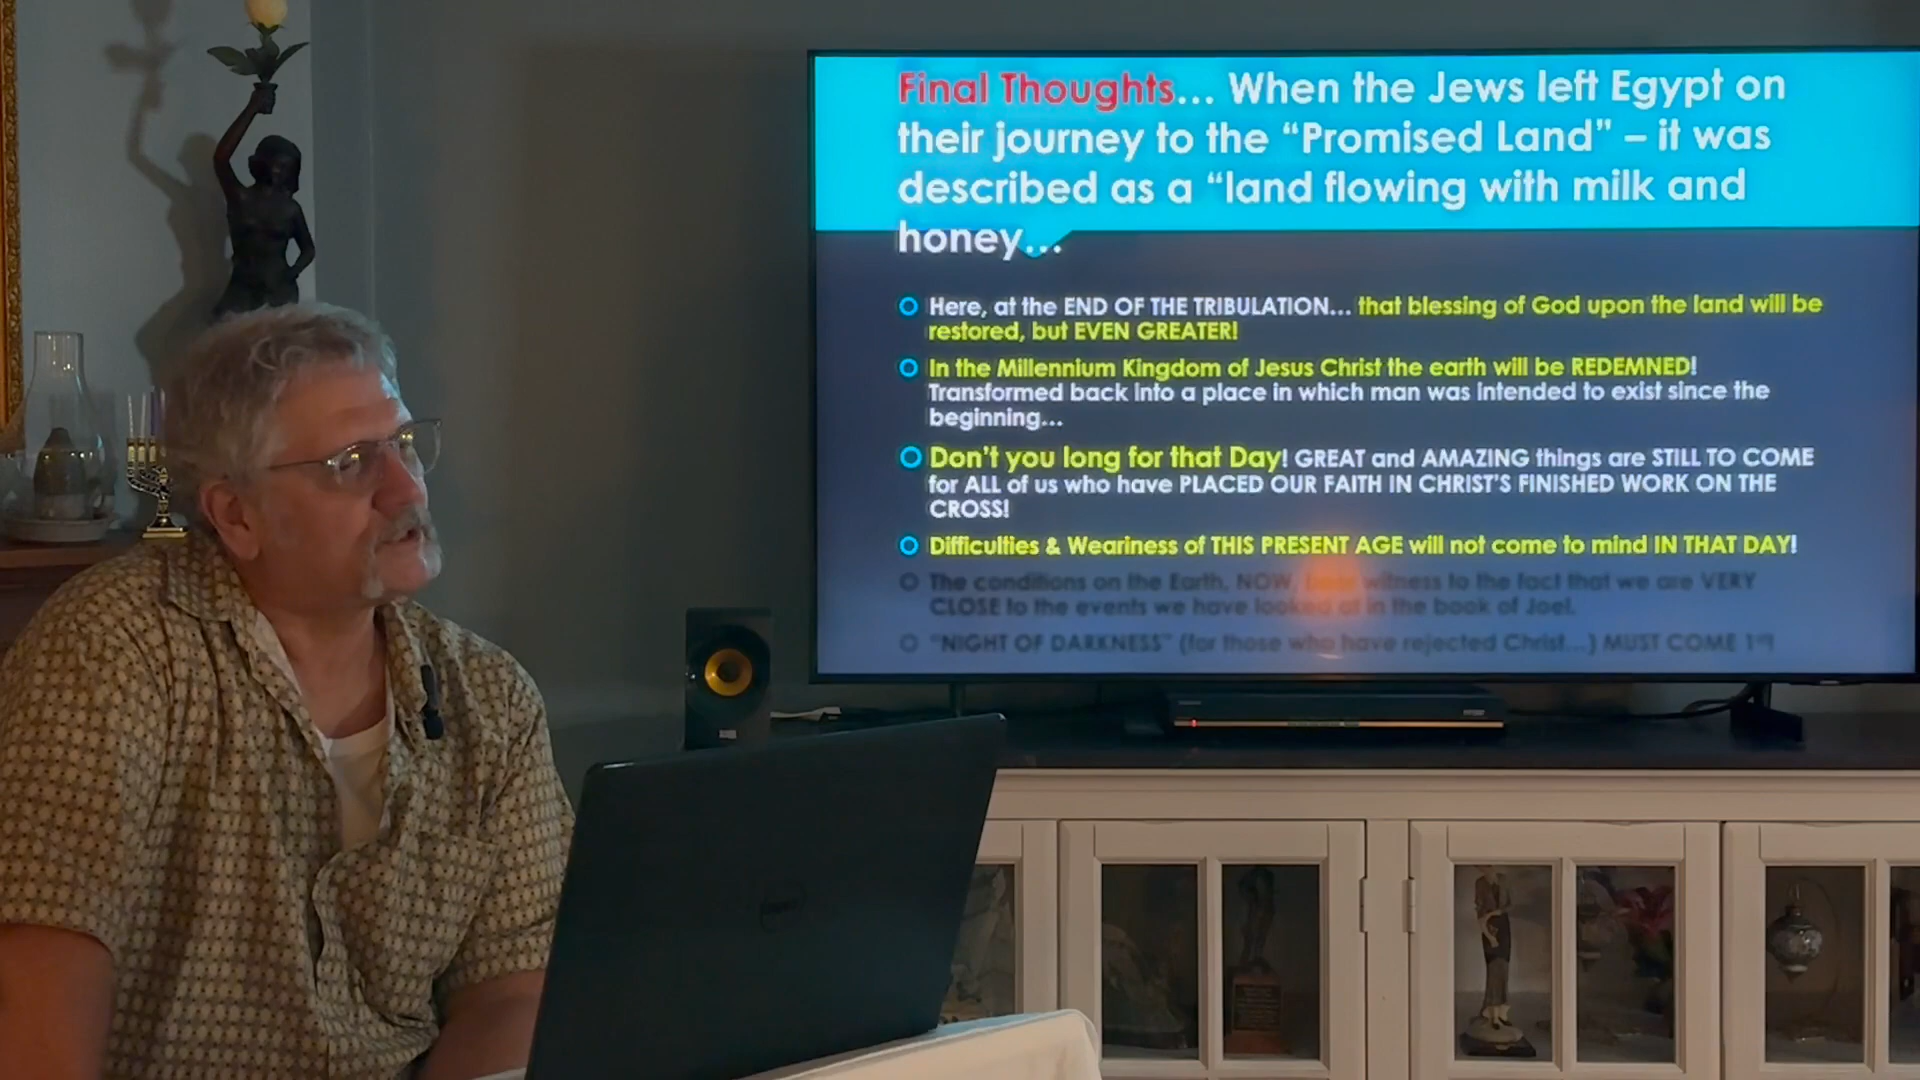 Final Thoughts... When the Jews left Egypt on
their journey to the “Promised Land” – it was
described as a “land flowing with milk and
honey...
Here, at the END OF THE TRIBULATION... that blessing of God upon the land will be
restored, but EVEN GREATER!
In the Millennium Kingdom of Jesus Christ the earth will be REDEMNED!
Transformed back into a place in which man was intended to exist since the
beginning...
Don't you long for that Day! GREAT and AMAZING things are STILL TO COME
for ALL of us who have PLACED OUR FAITH IN CHRIST'S FINISHED WORK ON THE
CROSS!
Difficulties & Weariness of THIS PRESENT AGE will not come to mind IN THAT DAY!
The conditions on the Earth, NOW, bear witness to the fact that we are VERY
CLOSE to the events we have looked at in the book of Joel.
“NIGHT OF DARKNESS” (for those who have rejected Christ...) MUST COME 1st!